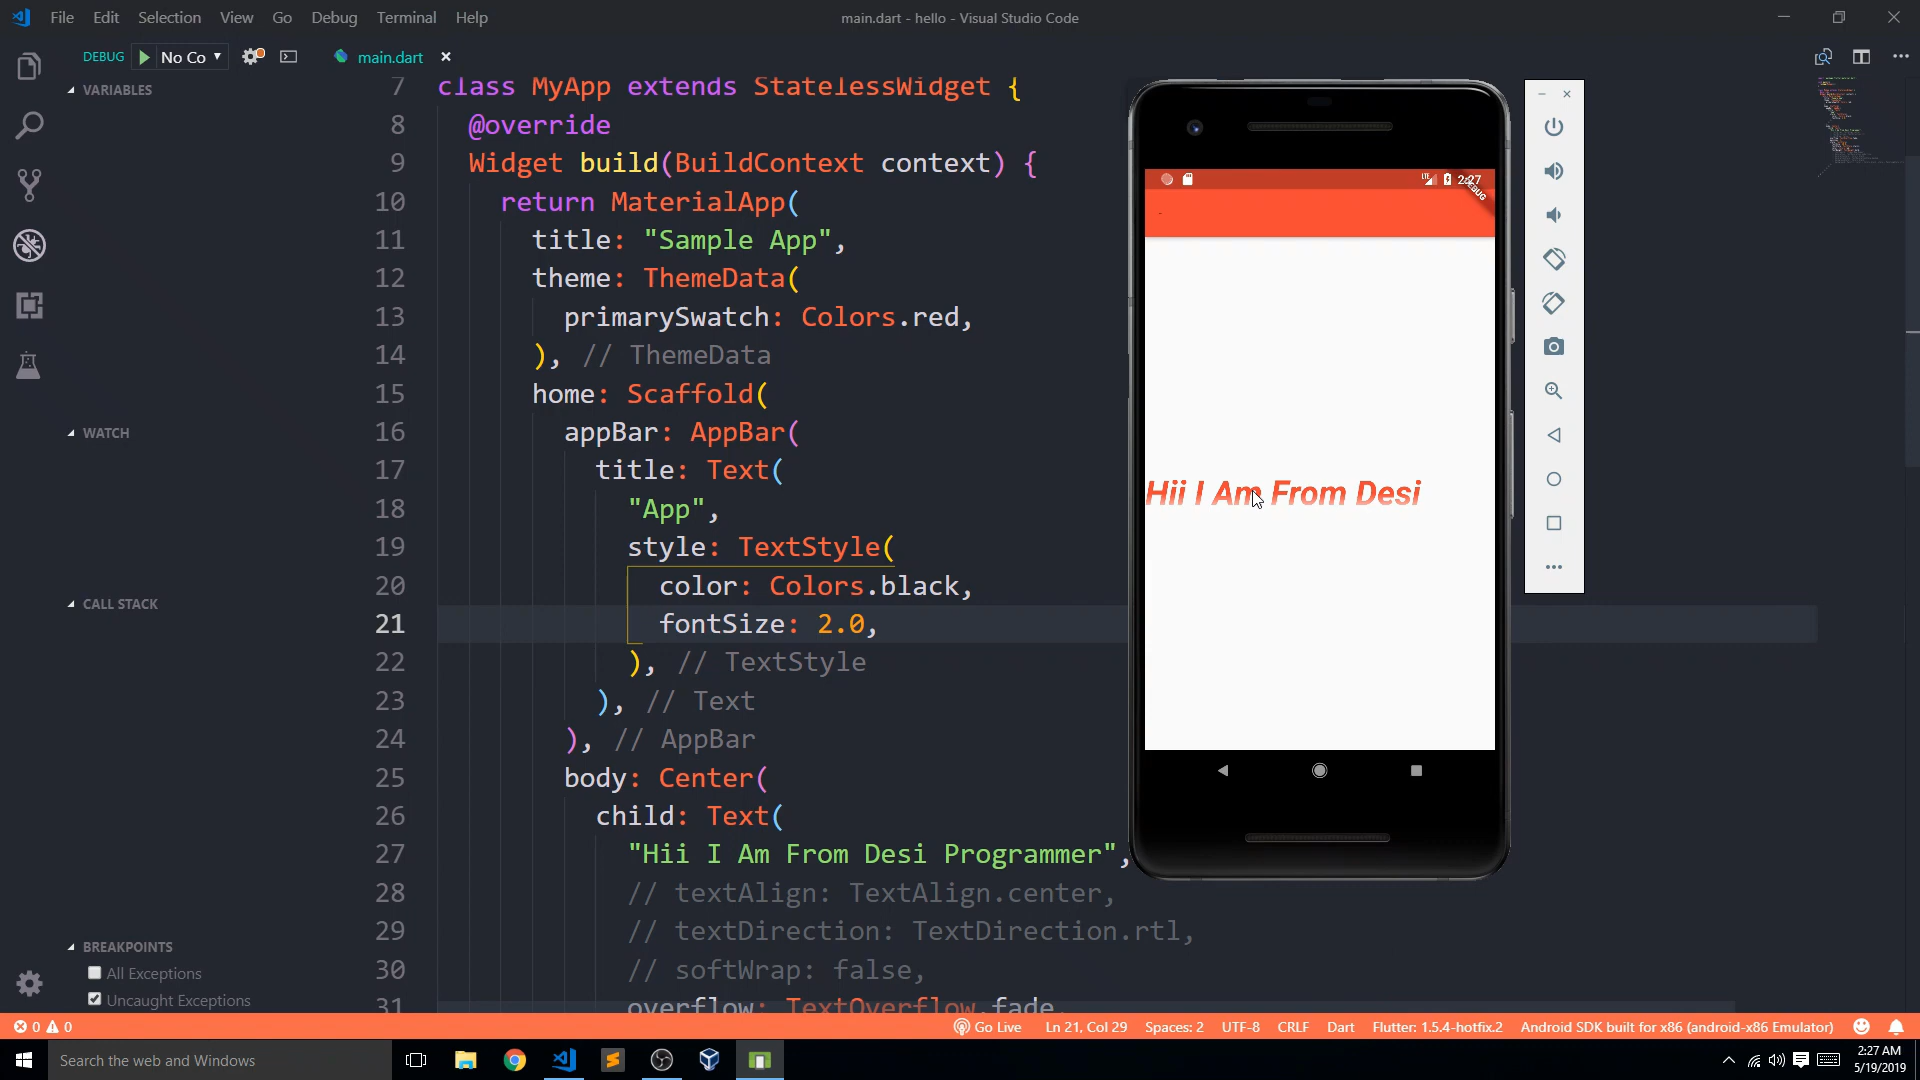 File Edit Selection View Go Debug Terminal Help
main.dart - hello - Visual Studio Code
DEBUG No Co
main.dart
VARIABLES
WATCH
CALL STACK
BREAKPOINTS
All Exceptions
Uncaught Exceptions
7 class MyApp extends StatelessWidget {
8 @override
9 Widget build(BuildContext context) {
10 return MaterialApp(
11 title: "Sample App",
12 theme: ThemeData(
13 primarySwatch: Colors.red,
14 ), // ThemeData
15 home: Scaffold(
16 appBar: AppBar(
17 title: Text(
18 "App",
19 style: TextStyle(
20 color: Colors.black,
21 fontSize: 2.0,
22 ), // TextStyle
23 ), // Text
24 ), // AppBar
25 body: Center(
26 child: Text(
27 "Hii I Am From Desi Programmer",
28 // textAlign: TextAlign.center,
29 // textDirection: TextDirection.rtl,
30 // softWrap: false,
31 overflow: TextOverflow.fade,
LTE 2:27
DEBUG
Hii I Am From Desi
0 0
Go Live Ln 21, Col 29 Spaces: 2 UTF-8 CRLF Dart Flutter: 1.5.4-hotfix.2 Android SDK built for x86 (android-x86 Emulator)
Search the web and Windows
2:27 AM
5/19/2019